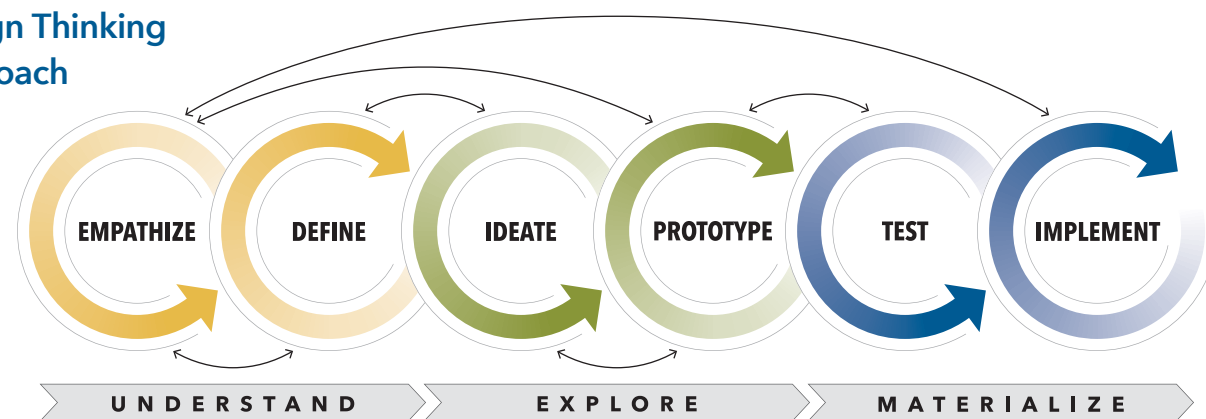 gn Thinking
oach
EMPATHIZE
DEFINE
IDEATE
PROTOTYPE
TEST
IMPLEMENT
UNDERSTAND
EXPLORE
MATERIALIZE